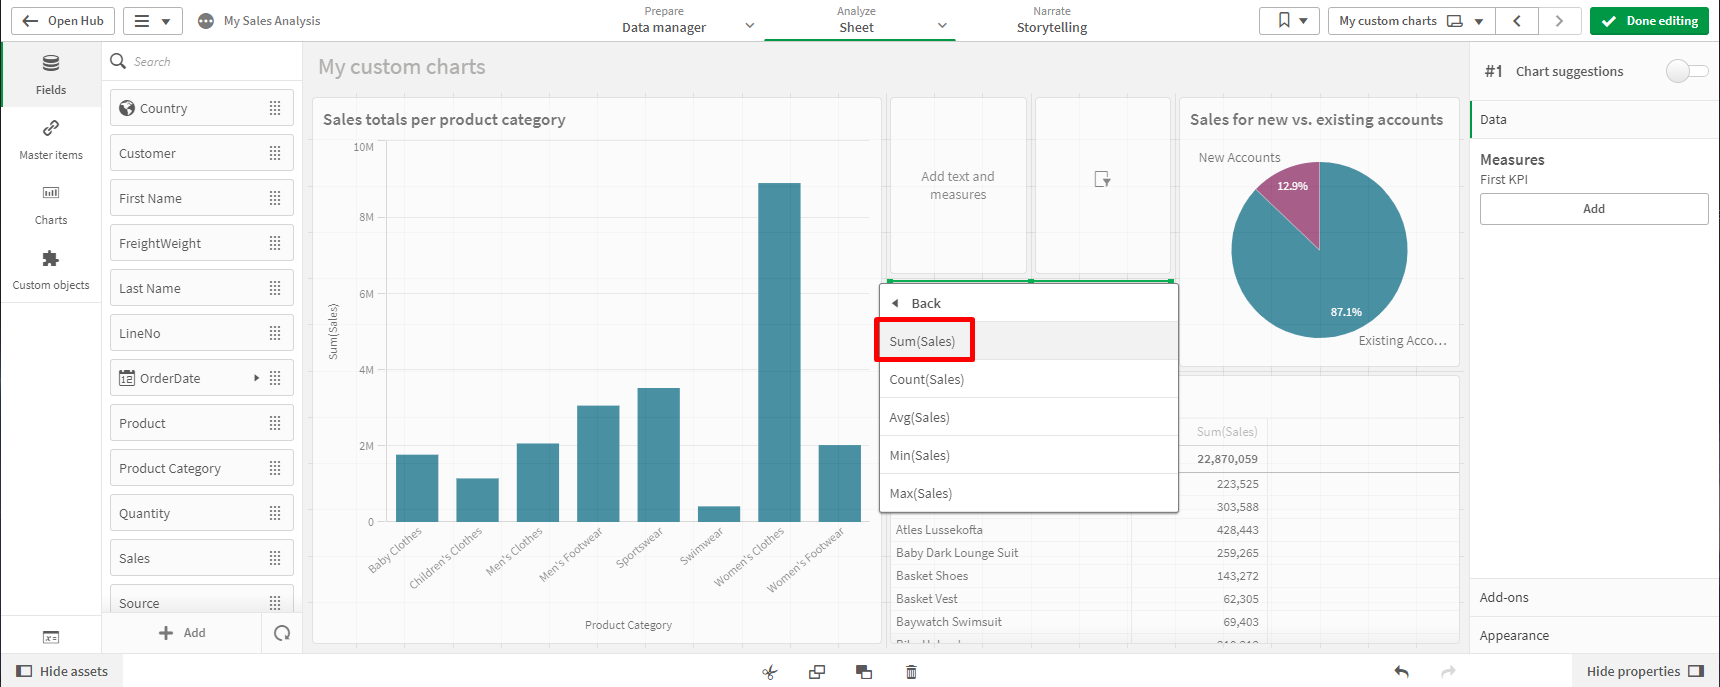 Open Hub
My Sales Analysis
Prepare
Data manager
Analyze
Sheet
Narrate
Storytelling
My custom charts
Done editing
Fields
Master items
Charts
Custom objects
Search
Country
Customer
First Name
FreightWeight
Last Name
LineNo
12 OrderDate
Product
Product Category
Quantity
Sales
Source
Add
My custom charts
Sales totals per product category
10M
8M
6M
4M
2M
0
Sum(Sales)
Baby Clothes
Children's Clothes
Men's Clothes
Men's Footwear
Sportswear
Swimwear
Women's Clothes
Women's Footwear
Product Category
Add text and
measures
Sales for new vs. existing accounts
New Accounts
12.9%
87.1%
Existing Acco...
Back
Sum(Sales)
Count(Sales)
Avg(Sales)
Min(Sales)
Max(Sales)
Sum(Sales)
22,870,059
223,525
303,588
Atles Lussekofta 428,443
Baby Dark Lounge Suit 259,265
Basket Shoes 143,272
Basket Vest 62,305
Baywatch Swimsuit 69,403
#1 Chart suggestions
Data
Measures
First KPI
Add
Add-ons
Appearance
Hide assets
Hide properties